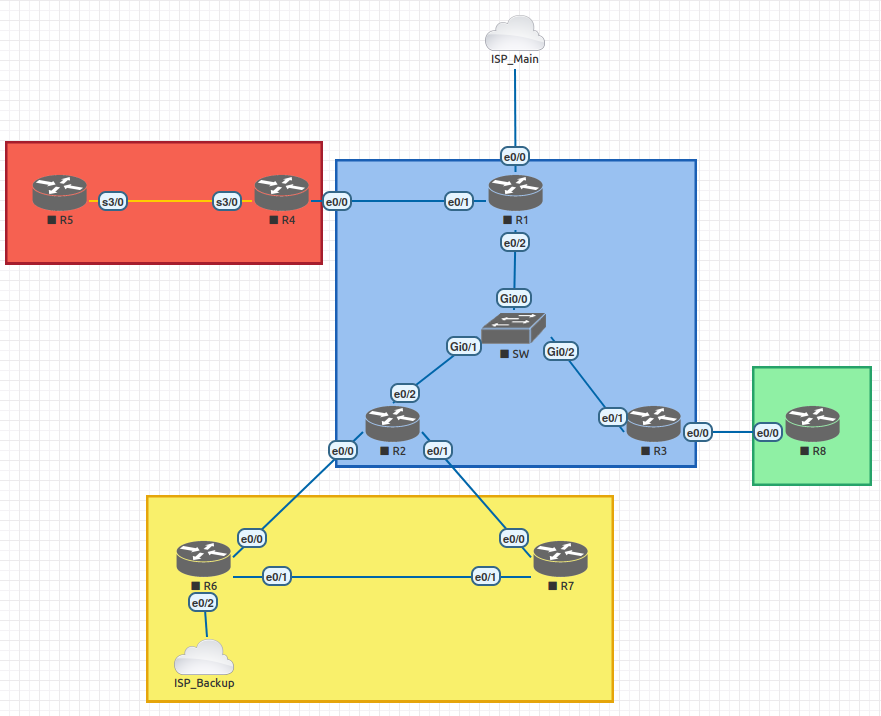 ISP_Main
e0/0
R5
s3/0
s3/0
R4
e0/0
e0/1
R1
e0/2
Gi0/0
SW
Gi0/1
Gi0/2
e0/2
R2
e0/0
e0/1
e0/1
R3
e0/0
e0/0
R8
e0/0
R6
e0/1
e0/2
e0/0
e0/1
R7
ISP_Backup